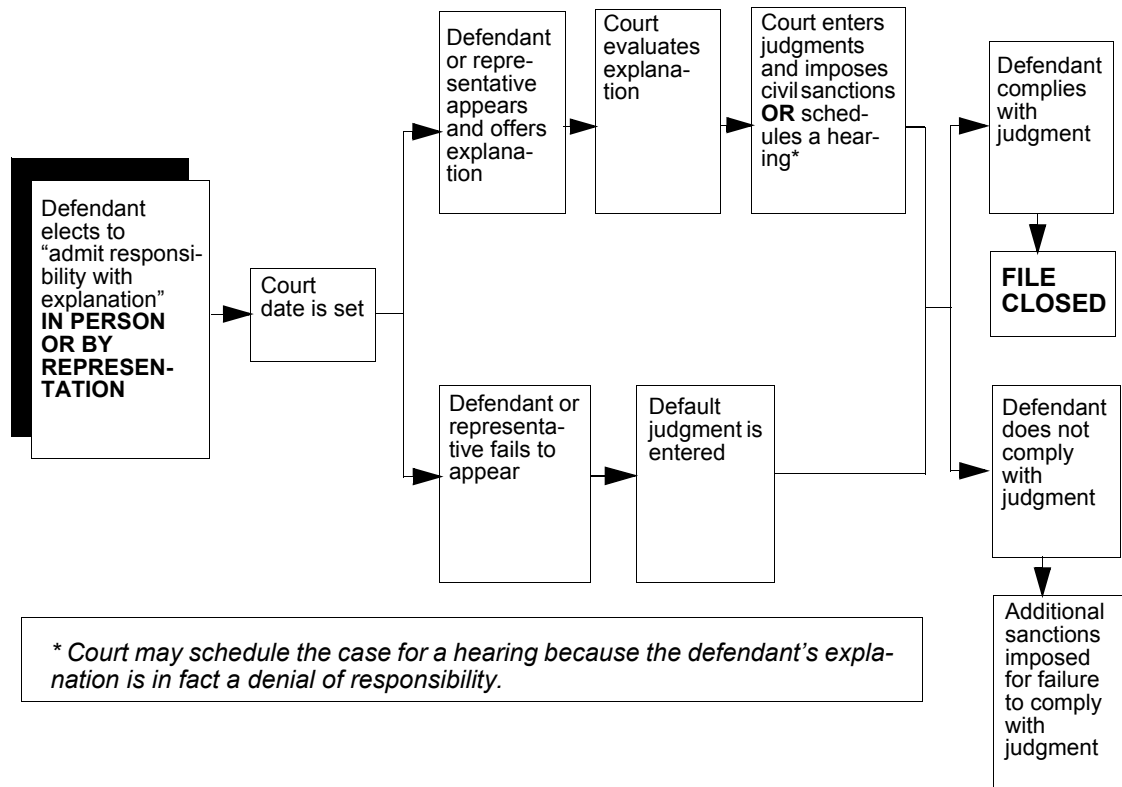 Defendant
elects to
“admit responsi-
bility with
explanation”
IN PERSON
OR BY
REPRESEN-
TATION
Court
date is set
Defendant
or repre-
sentative
appears
and offers
explana-
tion
Court
evaluates
explana-
tion
Court enters
judgments
and imposes
civil sanctions
OR sched-
ules a hear-
ing*
Defendant
complies
with
judgment
FILE
CLOSED
Defendant or
representa-
tive fails to
appear
Default
judgment is
entered
Defendant
does not
comply
with
judgment
Additional
sanctions
imposed
for failure
to comply
with
judgment
* Court may schedule the case for a hearing because the defendant’s expla-
nation is in fact a denial of responsibility.